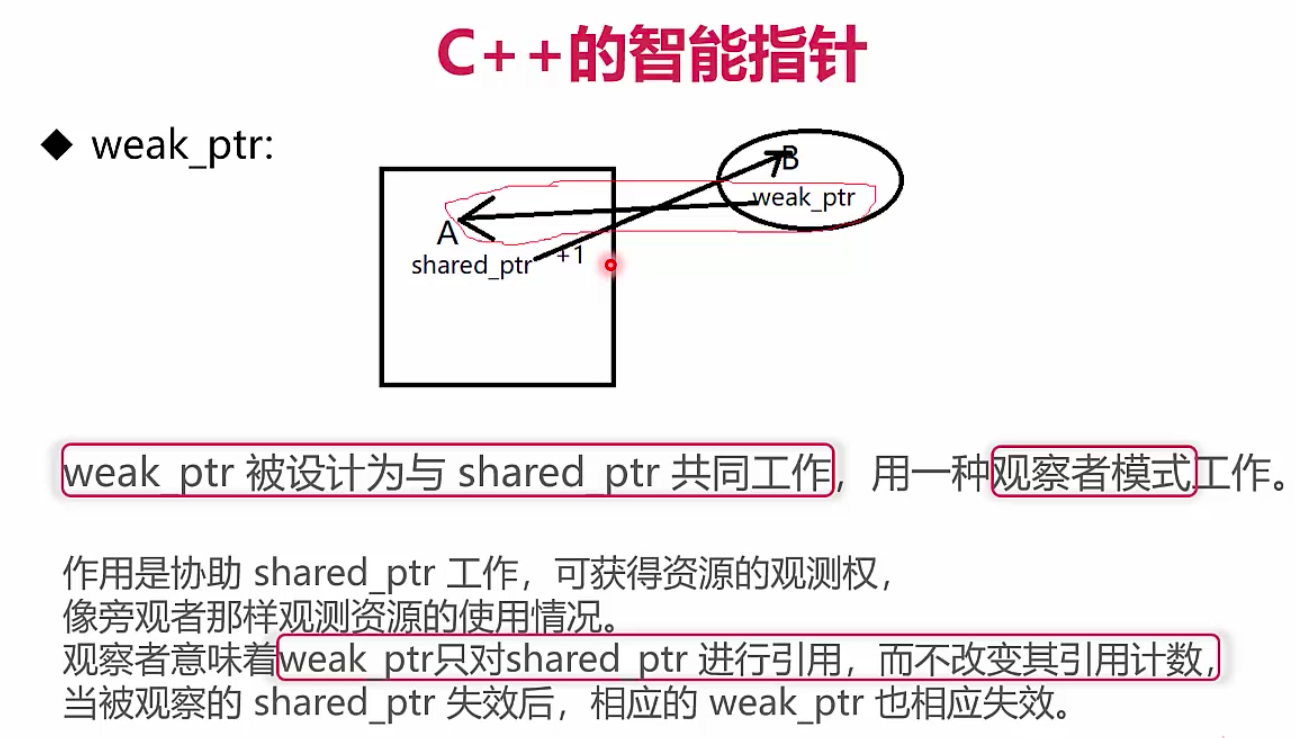 C++的智能指针
◆ weak_ptr:
B
weak_ptr
A
shared_ptr
+1
weak_ptr 被设计为与 shared_ptr 共同工作，用一种观察者模式工作。
作用是协助 shared_ptr 工作，可获得资源的观测权，
像旁观者那样观测资源的使用情况。
观察者意味着weak_ptr只对shared_ptr 进行引用，而不改变其引用计数，
当被观察的 shared_ptr 失效后，相应的 weak_ptr 也相应失效。